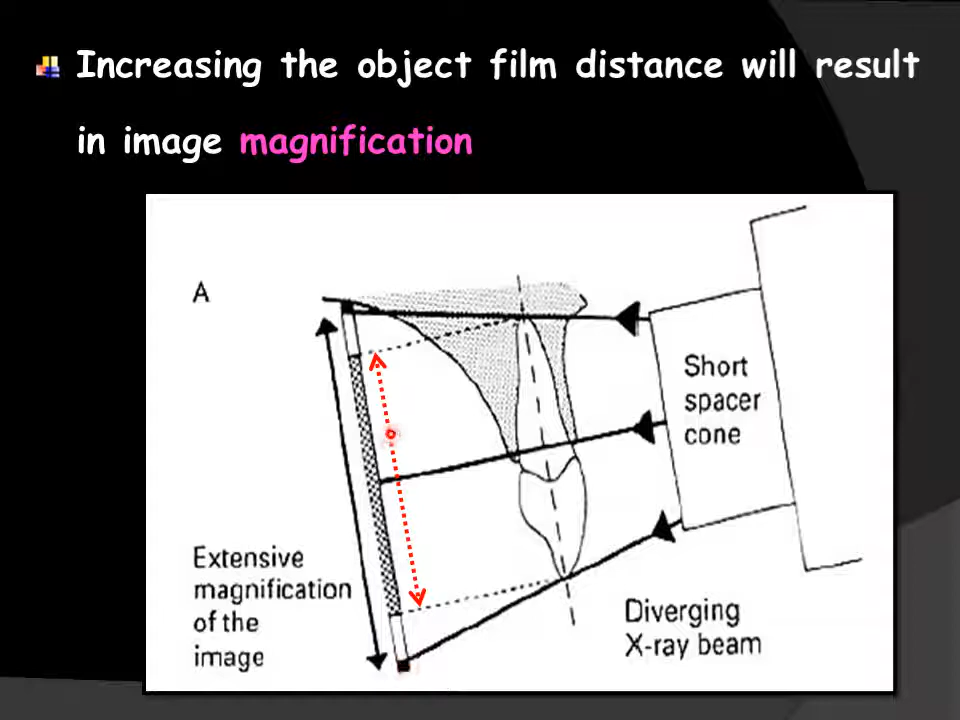 Increasing the object film distance will result
in image magnification
A
Short
spacer
cone
Extensive
magnification
of the
image
Diverging
X-ray beam